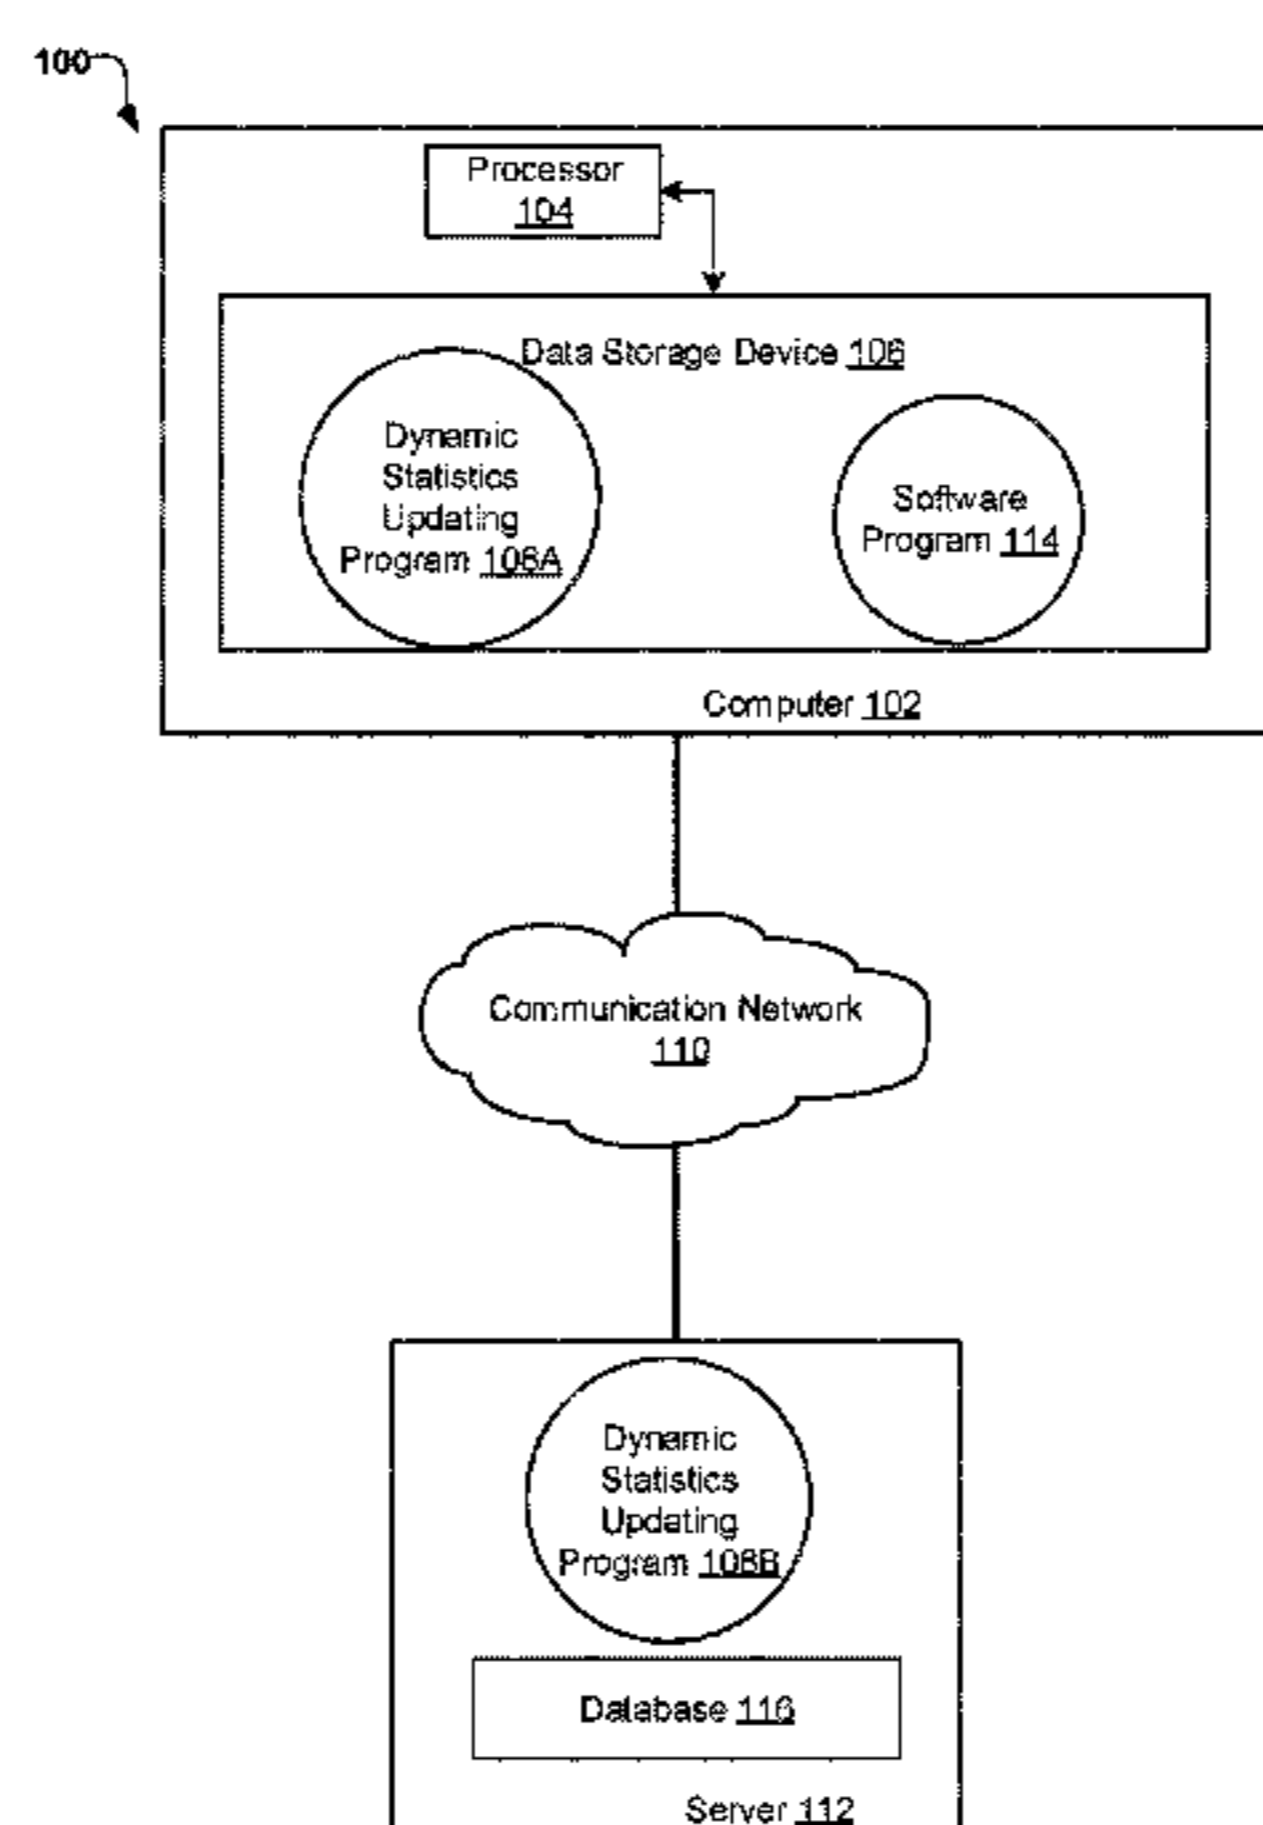 100
Processor
104
Data Storage Device 106
Dynamic
Statistics
Updating
Program 108A
Software
Program 114
Computer 102
Communication Network
110
Dynamic
Statistics
Updating
Program 108B
Database 116
Server 112